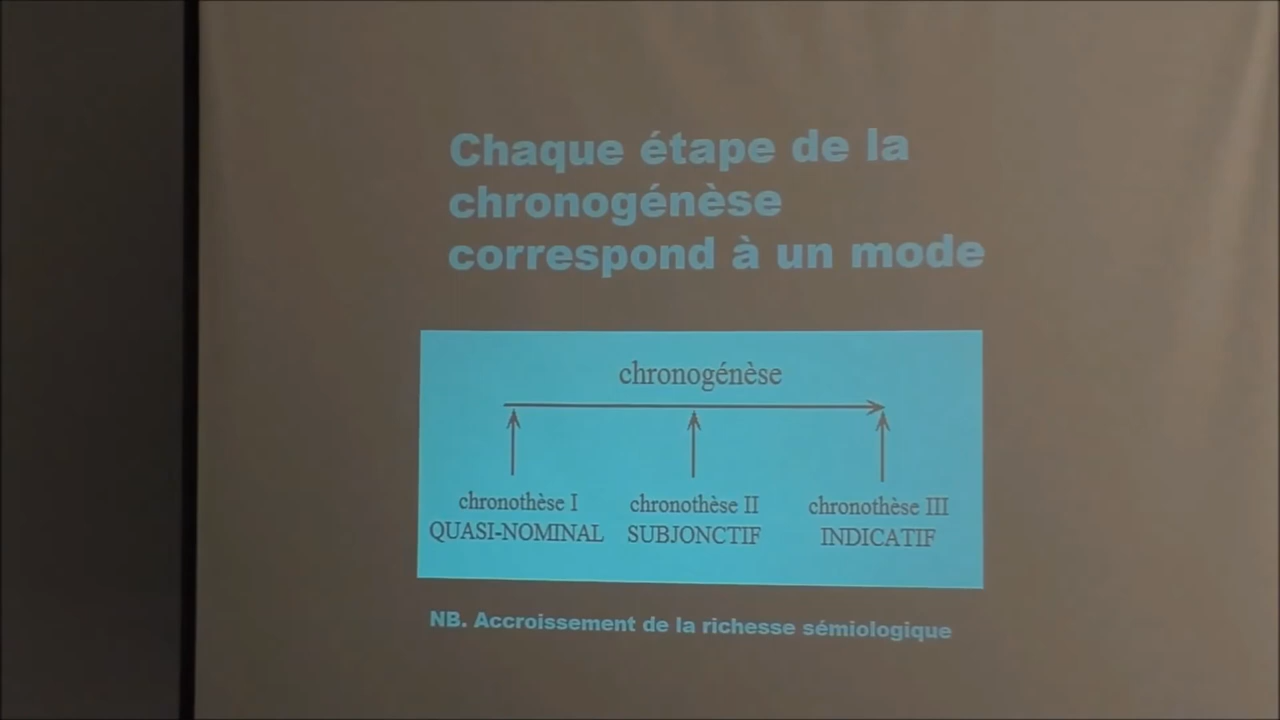 Chaque étape de la
chronogénèse
correspond à un mode
chronogénèse
chronothèse I
QUASI-NOMINAL
chronothèse II
SUBJONCTIF
chronothèse III
INDICATIF
NB. Accroissement de la richesse sémiologique